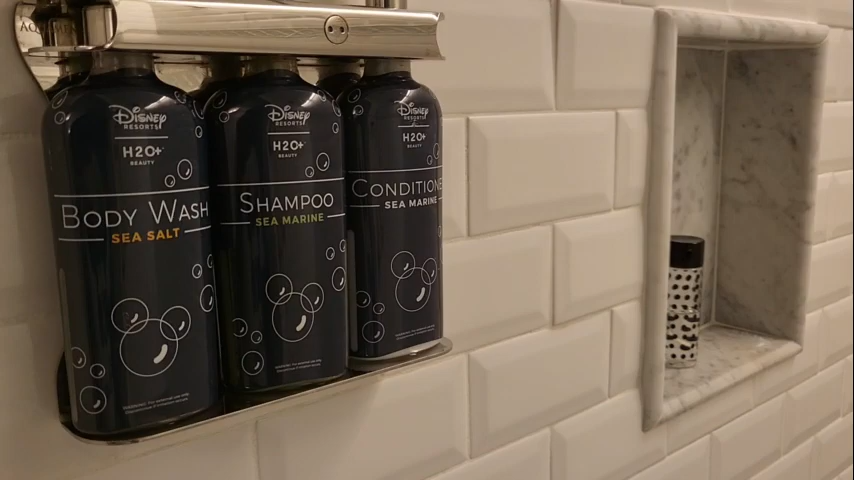 DISNEY
RESORTS
H2O+
BEAUTY
BODY WASH
SEA SALT
DISNEY
RESORTS
H2O+
BEAUTY
SHAMPOO
SEA MARINE
DISNEY
RESORTS
H2O+
BEAUTY
CONDITIONE
SEA MARINE